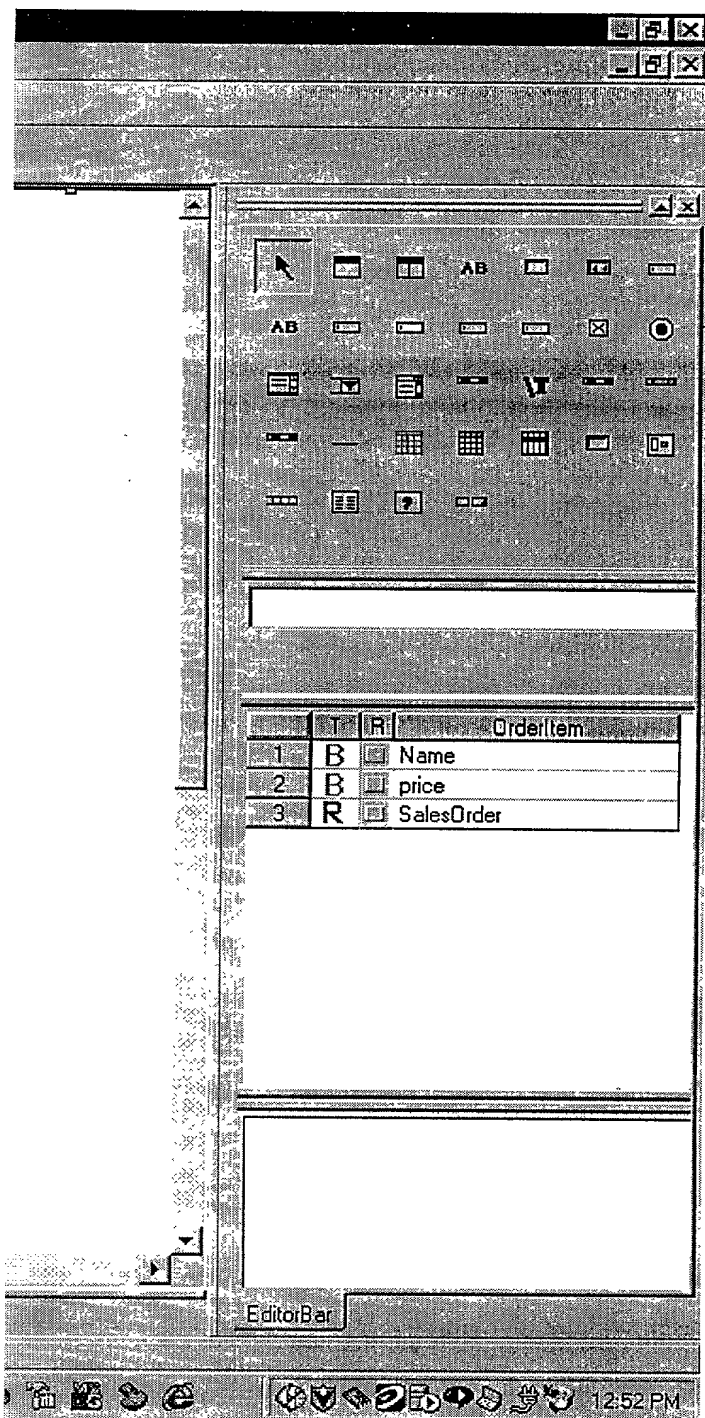 AB
AB
T R OrderItem
1 B Name
2 B price
3 R SalesOrder
EditorBar
12:52 PM